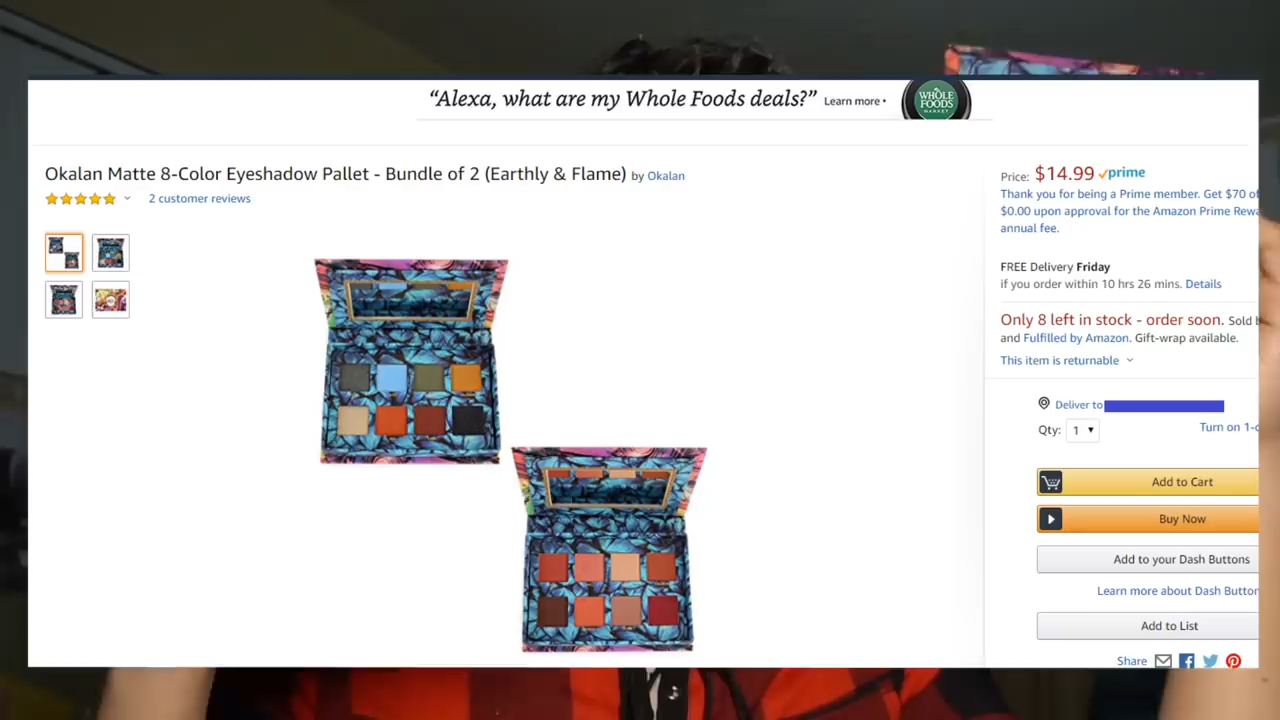 “Alexa, what are my Whole Foods deals?” Learn more ▸
WHOLE
FOODS
MARKET
Okalan Matte 8-Color Eyeshadow Pallet - Bundle of 2 (Earthly & Flame) by Okalan
2 customer reviews
Price: $14.99 prime
Thank you for being a Prime member. Get $70 of
$0.00 upon approval for the Amazon Prime Rewa
annual fee.
FREE Delivery Friday
if you order within 10 hrs 26 mins. Details
Only 8 left in stock - order soon. Sold
and Fulfilled by Amazon. Gift-wrap available.
This item is returnable
Deliver to
Qty: 1 Turn on 1-c
Add to Cart
Buy Now
Add to your Dash Buttons
Learn more about Dash Button
Add to List
Share